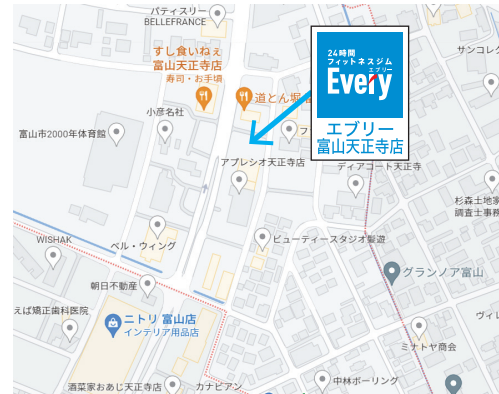 パティスリー
BELLEFRANCE
すし食いねぇ
富山天正寺店
寿司・お手頃
道とん堀
24時間
フィットネスジム
エブリー
Every
エブリー
富山天正寺店
サンコレク
小彦名社
富山市2000年体育館
フ
アプレシオ天正寺店
ディアコート天正寺
杉森土地家
調査士事務
WISHAK
ベル・ウィング
ビューティースタジオ髪遊
グランノア富山
朝日不動産
えば矯正歯科医院
ニトリ 富山店
インテリア用品店
ヴィレ
ミナトヤ商会
酒菜家おあじ天正寺店
カナビアン
中林ボーリング